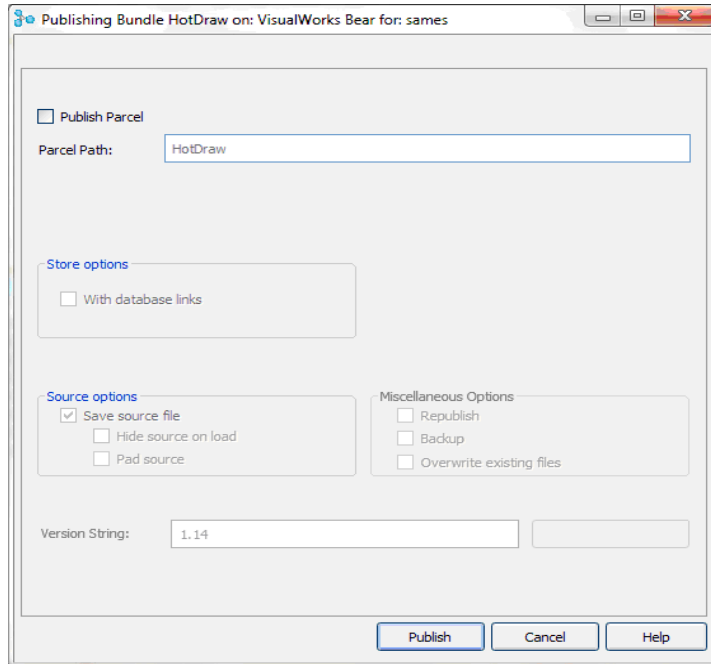 Publishing Bundle HotDraw on: VisualWorks Bear for: sames
Publish Parcel
Parcel Path: HotDraw
Store options
With database links
Source options
Save source file
Hide source on load
Pad source
Miscellaneous Options
Republish
Backup
Overwrite existing files
Version String: 1.14
Publish Cancel Help